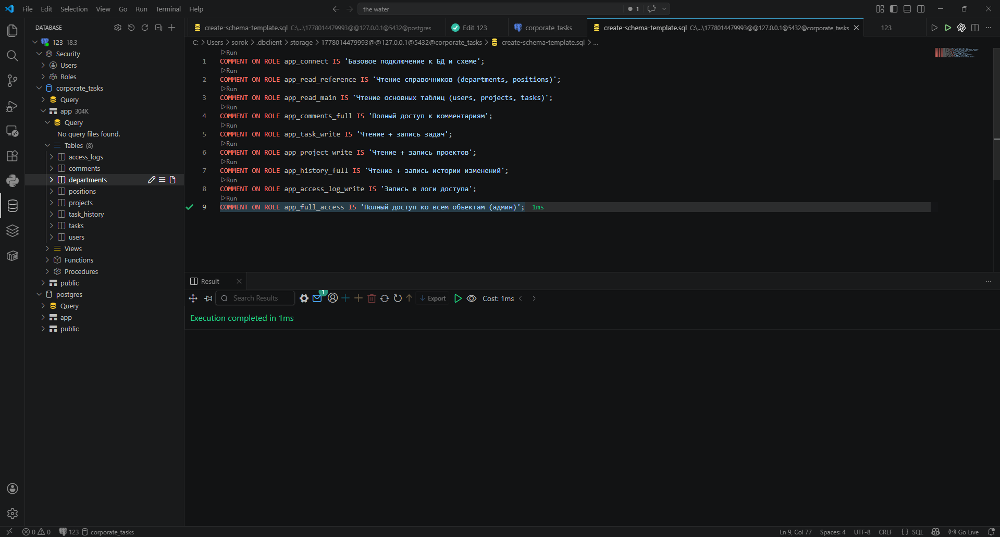 File Edit Selection View Go Run Terminal Help
the water
1
DATABASE
123 18.3
Security
Users
Roles
corporate_tasks
Query
app 304K
Query
No query files found.
Tables (8)
access_logs
comments
departments
positions
projects
task_history
tasks
users
Views
Functions
Procedures
public
postgres
Query
app
public
create-schema-template.sql C:\...\1778014479993@@127.0.0.1@5432@postgres
Edit 123
corporate_tasks
create-schema-template.sql C:\...\1778014479993@@127.0.0.1@5432@corporate_tasks
123
C: > Users > sorok > .dbclient > storage > 1778014479993@@127.0.0.1@5432@corporate_tasks > create-schema-template.sql > ...
Run
1 COMMENT ON ROLE app_connect IS 'Базовое подключение к БД и схеме';
Run
2 COMMENT ON ROLE app_read_reference IS 'Чтение справочников (departments, positions)';
Run
3 COMMENT ON ROLE app_read_main IS 'Чтение основных таблиц (users, projects, tasks)';
Run
4 COMMENT ON ROLE app_comments_full IS 'Полный доступ к комментариям';
Run
5 COMMENT ON ROLE app_task_write IS 'Чтение + запись задач';
Run
6 COMMENT ON ROLE app_project_write IS 'Чтение + запись проектов';
Run
7 COMMENT ON ROLE app_history_full IS 'Чтение + запись истории изменений';
Run
8 COMMENT ON ROLE app_access_log_write IS 'Запись в логи доступа';
Run
9 COMMENT ON ROLE app_full_access IS 'Полный доступ ко всем объектам (админ)'; 1ms
Result
Search Results
1
Export
Cost: 1ms
Execution completed in 1ms
0 0 123 corporate_tasks
Ln 9, Col 77 Spaces: 4 UTF-8 CRLF { } SQL Go Live